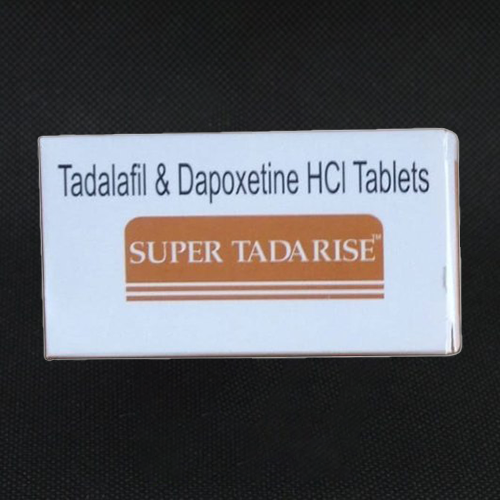 Tadalafil & Dapoxetine HCl Tablets
SUPER TADARISE™